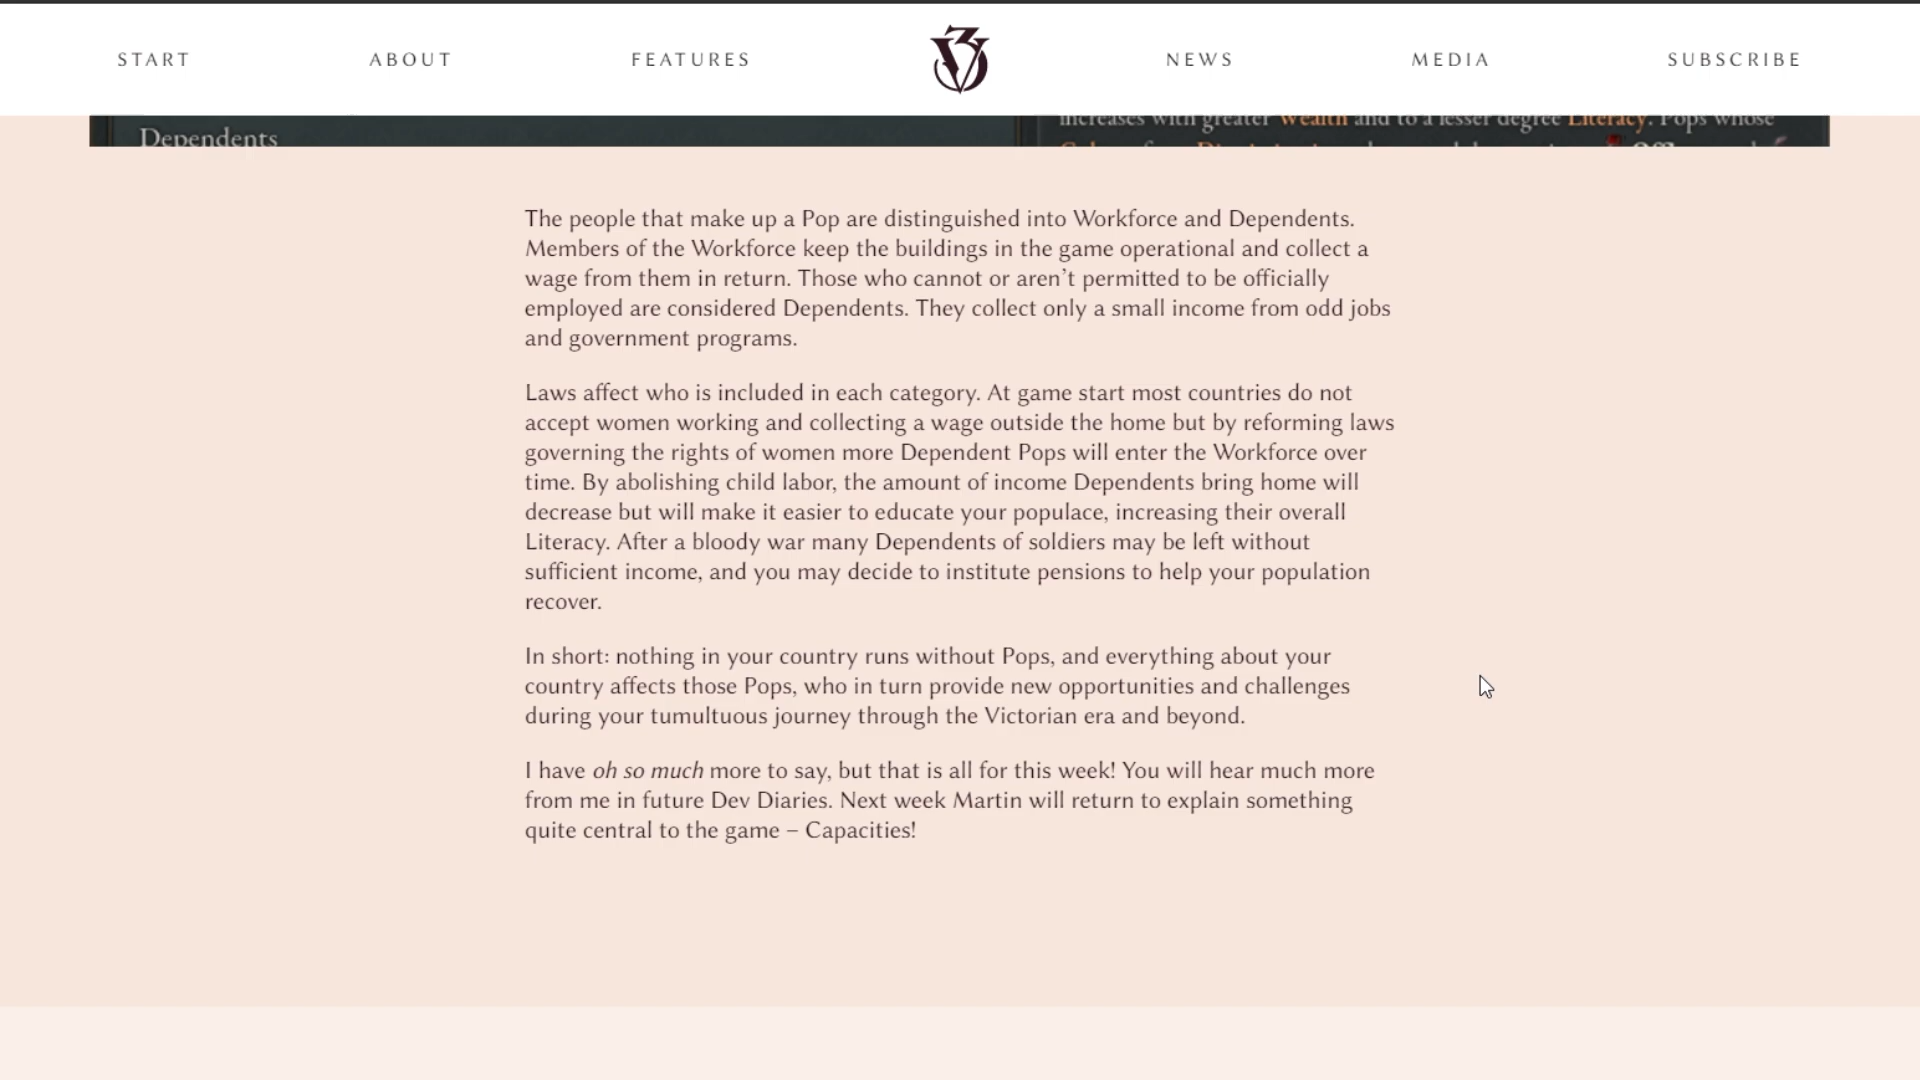 START ABOUT FEATURES NEWS MEDIA SUBSCRIBE
Dependents
increases with greater Wealth and to a lesser degree Literacy. Pops whose
The people that make up a Pop are distinguished into Workforce and Dependents.
Members of the Workforce keep the buildings in the game operational and collect a
wage from them in return. Those who cannot or aren’t permitted to be officially
employed are considered Dependents. They collect only a small income from odd jobs
and government programs.
Laws affect who is included in each category. At game start most countries do not
accept women working and collecting a wage outside the home but by reforming laws
governing the rights of women more Dependent Pops will enter the Workforce over
time. By abolishing child labor, the amount of income Dependents bring home will
decrease but will make it easier to educate your populace, increasing their overall
Literacy. After a bloody war many Dependents of soldiers may be left without
sufficient income, and you may decide to institute pensions to help your population
recover.
In short: nothing in your country runs without Pops, and everything about your
country affects those Pops, who in turn provide new opportunities and challenges
during your tumultuous journey through the Victorian era and beyond.
I have oh so much more to say, but that is all for this week! You will hear much more
from me in future Dev Diaries. Next week Martin will return to explain something
quite central to the game – Capacities!